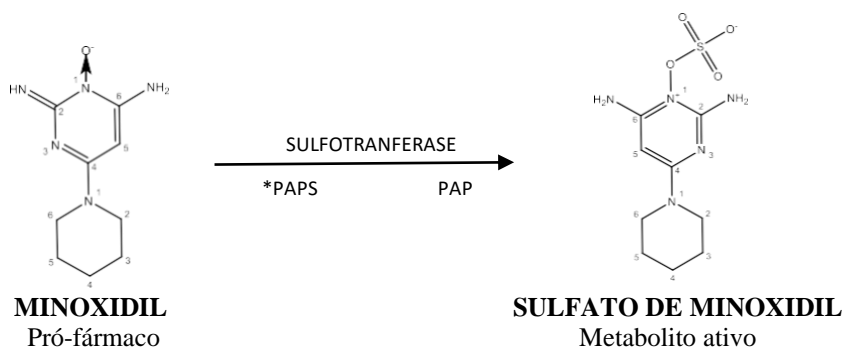 O⁻
HN
N
1
2
6
NH₂
N
3
4
5
N
1
6
2
5
3
4
SULFOTRANFERASE
*PAPS
PAP
O
S
O⁻
O
O
H₂N
N⁺
1
6
2
NH₂
5
N
3
4
N
1
6
2
5
3
4
MINOXIDIL
Pró-fármaco
SULFATO DE MINOXIDIL
Metabolito ativo